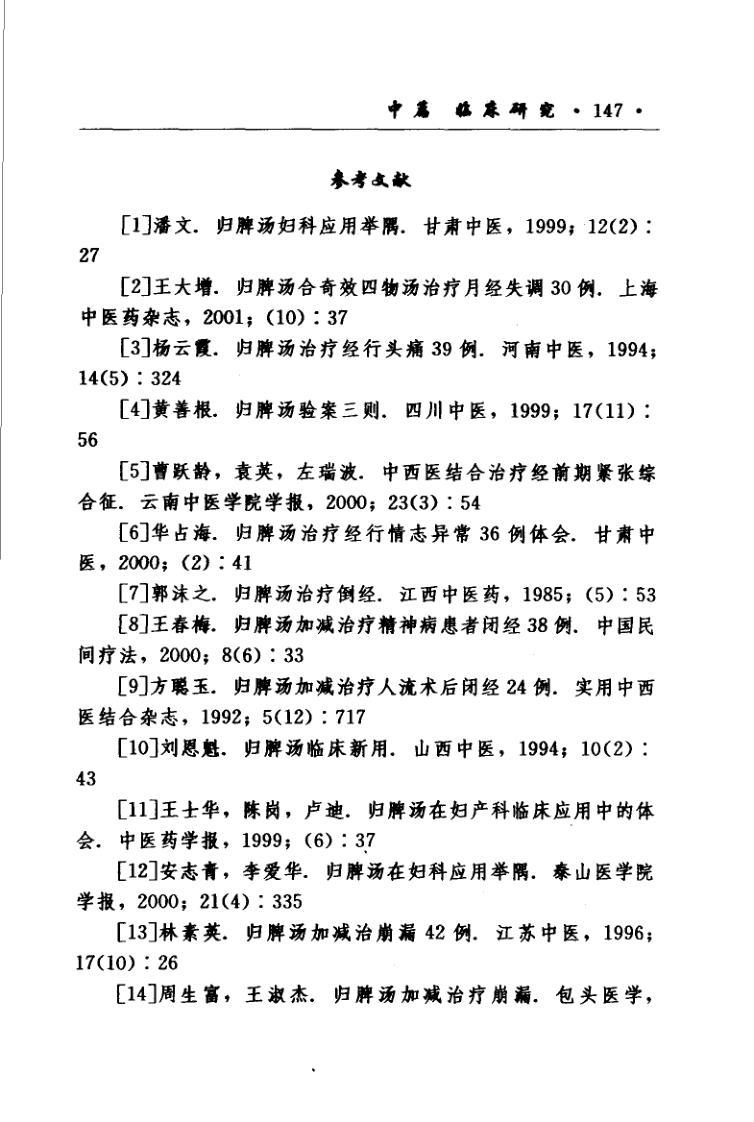 中篇 临床研究·147·
参考文献
[1]潘文．归脾汤妇科应用举隅．甘肃中医，1999；12(2)：
27
[2]王大增．归脾汤合奇效四物汤治疗月经失调30例．上海
中医药杂志，2001；(10)：37
[3]杨云霞．归脾汤治疗经行头痛39例．河南中医，1994；
14(5)：324
[4]黄善根．归脾汤验案三则．四川中医，1999；17(11)：
56
[5]曹跃龄，袁英，左瑞波．中西医结合治疗经前期紧张综
合征．云南中医学院学报，2000；23(3)：54
[6]华占海．归脾汤治疗经行情志异常36例体会．甘肃中
医，2000；(2)：41
[7]郭沫之．归脾汤治疗倒经．江西中医药，1985；(5)：53
[8]王春梅．归脾汤加减治疗精神病患者闭经38例．中国民
间疗法，2000；8(6)：33
[9]方聪玉．归脾汤加减治疗人流术后闭经24例．实用中西
医结合杂志，1992；5(12)：717
[10]刘恩魁．归脾汤临床新用．山西中医，1994；10(2)：
43
[11]王士华，陈岗，卢迪．归脾汤在妇产科临床应用中的体
会．中医药学报，1999；(6)：37
[12]安志青，李爱华．归脾汤在妇科应用举隅．泰山医学院
学报，2000；21(4)：335
[13]林素英．归脾汤加减治崩漏42例．江苏中医，1996；
17(10)：26
[14]周生富，王淑杰．归脾汤加减治疗崩漏．包头医学，